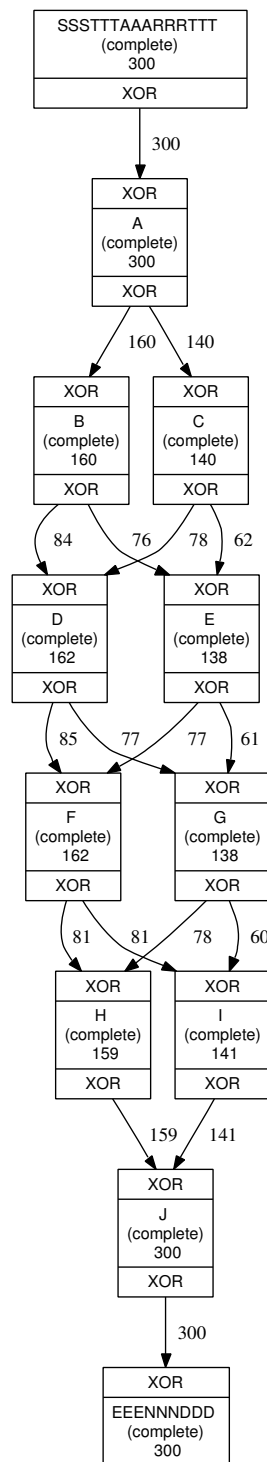 SSSTTTAAARRRTTT
(complete)
300
XOR
300
XOR
A
(complete)
300
XOR
160 140
XOR XOR
B C
(complete) (complete)
160 140
XOR XOR
84 76 78 62
XOR XOR
D E
(complete) (complete)
162 138
XOR XOR
85 77 77 61
XOR XOR
F G
(complete) (complete)
162 138
XOR XOR
81 81 78 60
XOR XOR
H I
(complete) (complete)
159 141
XOR XOR
159 141
XOR
J
(complete)
300
XOR
300
XOR
EEENNNDDD
(complete)
300